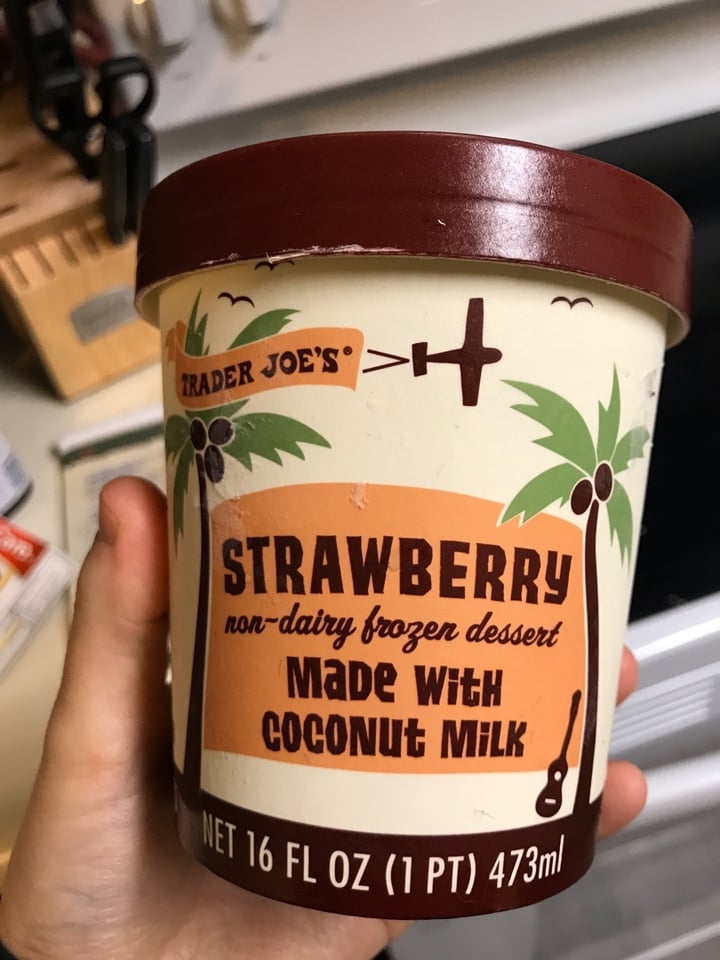 TRADER JOE'S®
STRAWBERRY
non-dairy frozen dessert
MaDe WitH
COCONUt MiLK
NET 16 FL OZ (1 PT) 473ml